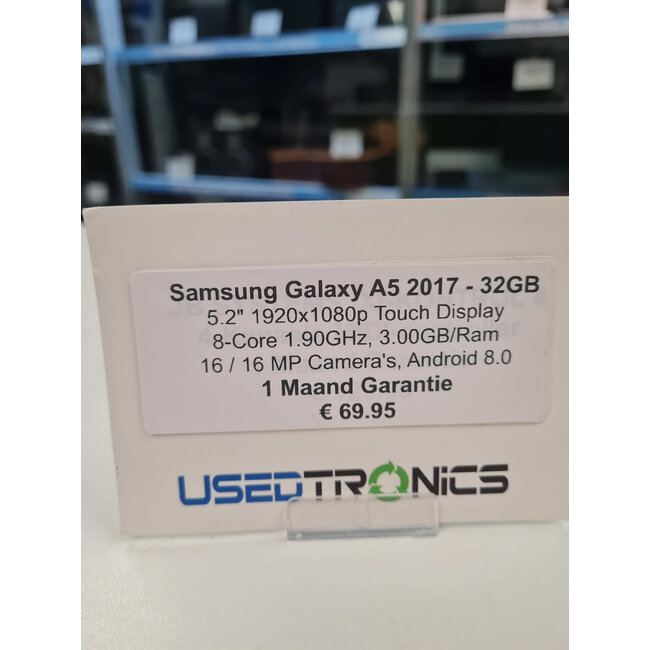 Samsung Galaxy A5 2017 - 32GB
5.2" 1920x1080p Touch Display
8-Core 1.90GHz, 3.00GB/Ram
16 / 16 MP Camera's, Android 8.0
1 Maand Garantie
€ 69.95
USEDTRONiCS